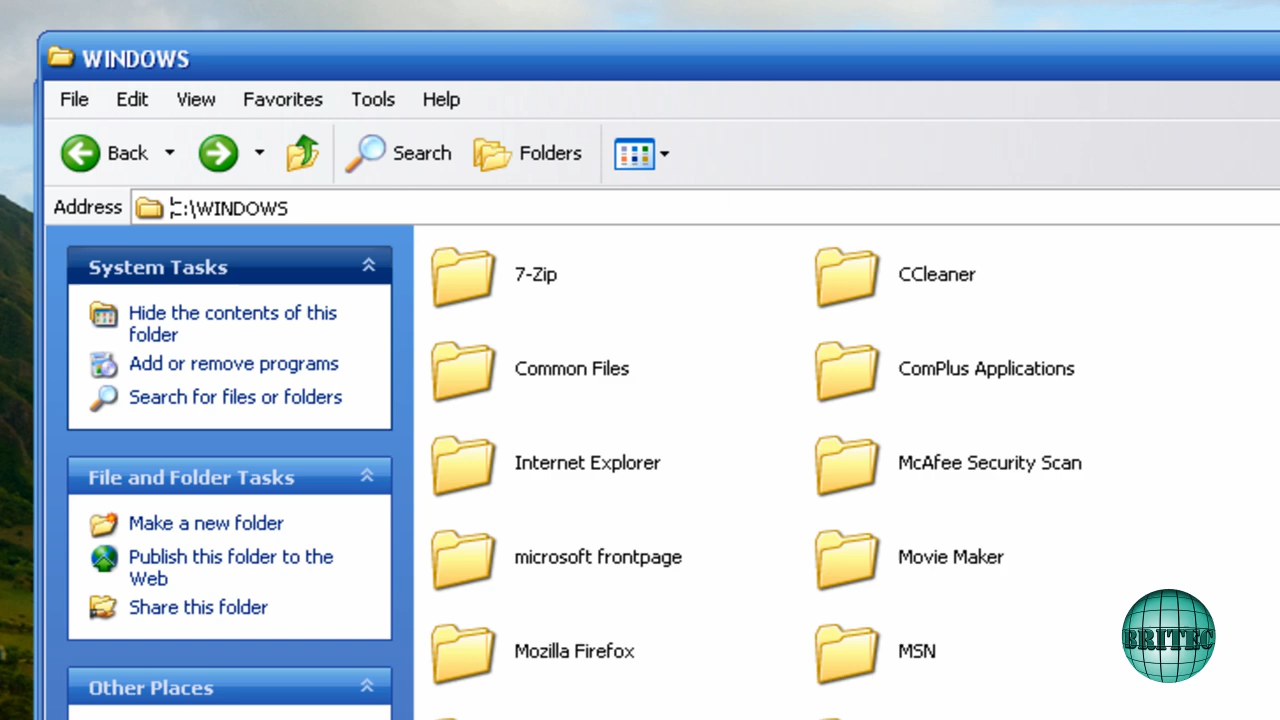 WINDOWS
File Edit View Favorites Tools Help
Back Search Folders
Address :\WINDOWS
System Tasks
Hide the contents of this
folder
Add or remove programs
Search for files or folders
File and Folder Tasks
Make a new folder
Publish this folder to the
Web
Share this folder
Other Places
7-Zip CCleaner
Common Files ComPlus Applications
Internet Explorer McAfee Security Scan
microsoft frontpage Movie Maker
Mozilla Firefox MSN
BRITEC